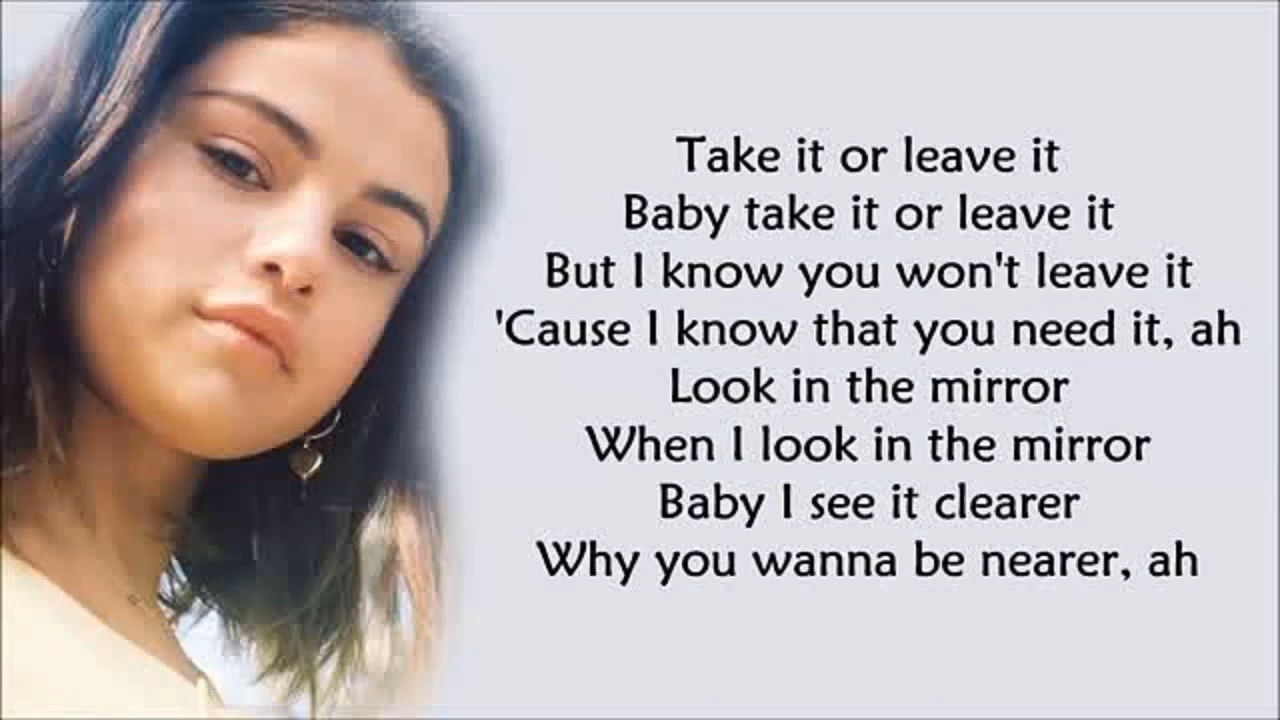 Take it or leave it
Baby take it or leave it
But I know you won't leave it
'Cause I know that you need it, ah
Look in the mirror
When I look in the mirror
Baby I see it clearer
Why you wanna be nearer, ah